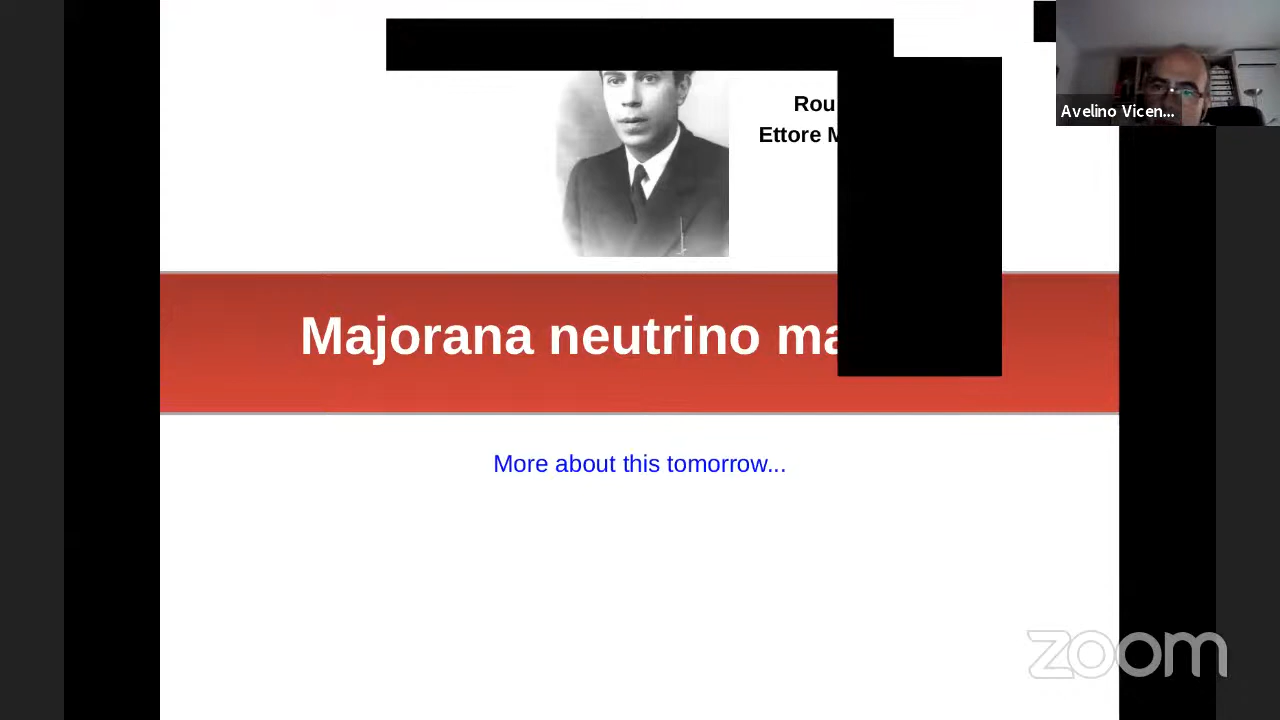 Rou
Ettore M
Avelino Vicen...
Majorana neutrino ma
More about this tomorrow...
zoom